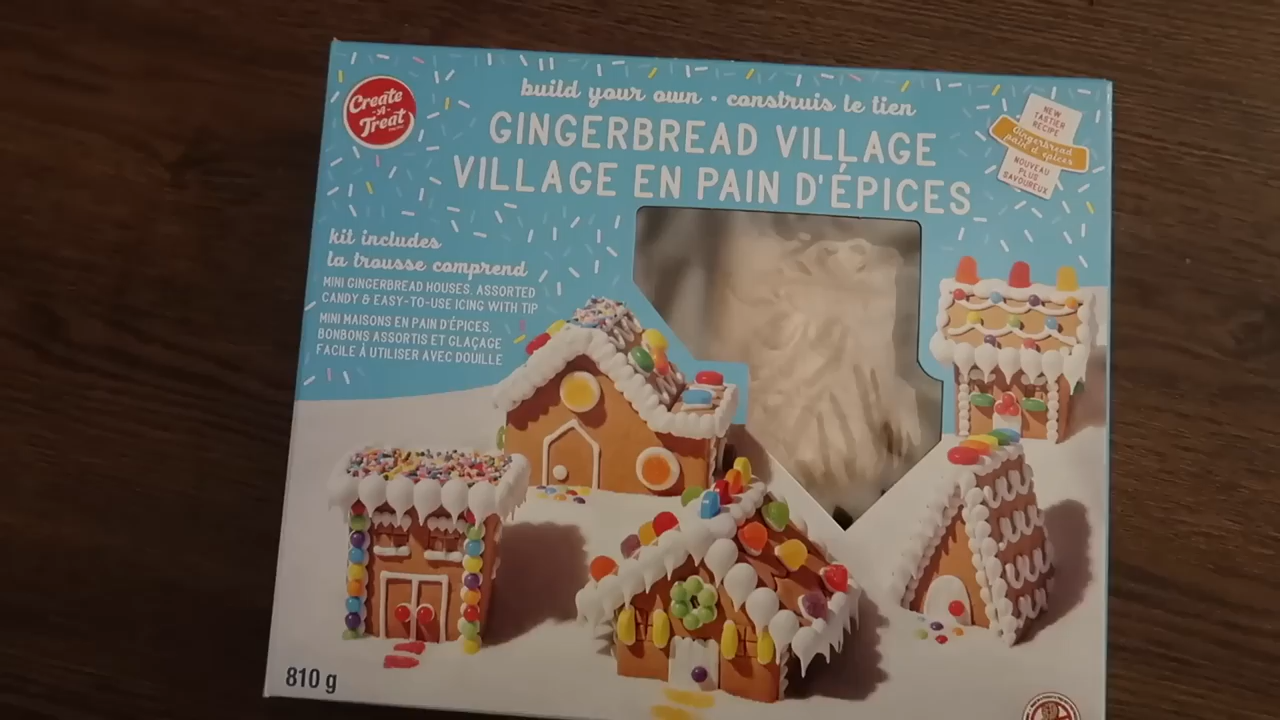 Create
-A-
Treat
build your own • construis le tien
GINGERBREAD VILLAGE
VILLAGE EN PAIN D'ÉPICES
NEW
TASTIER
RECIPE
Gingerbread
pain d'épices
NOUVEAU
PLUS
SAVOUREUX
kit includes
la trousse comprend
MINI GINGERBREAD HOUSES, ASSORTED
CANDY & EASY-TO-USE ICING WITH TIP
MINI MAISONS EN PAIN D'ÉPICES,
BONBONS ASSORTIS ET GLAÇAGE
FACILE À UTILISER AVEC DOUILLE
810 g